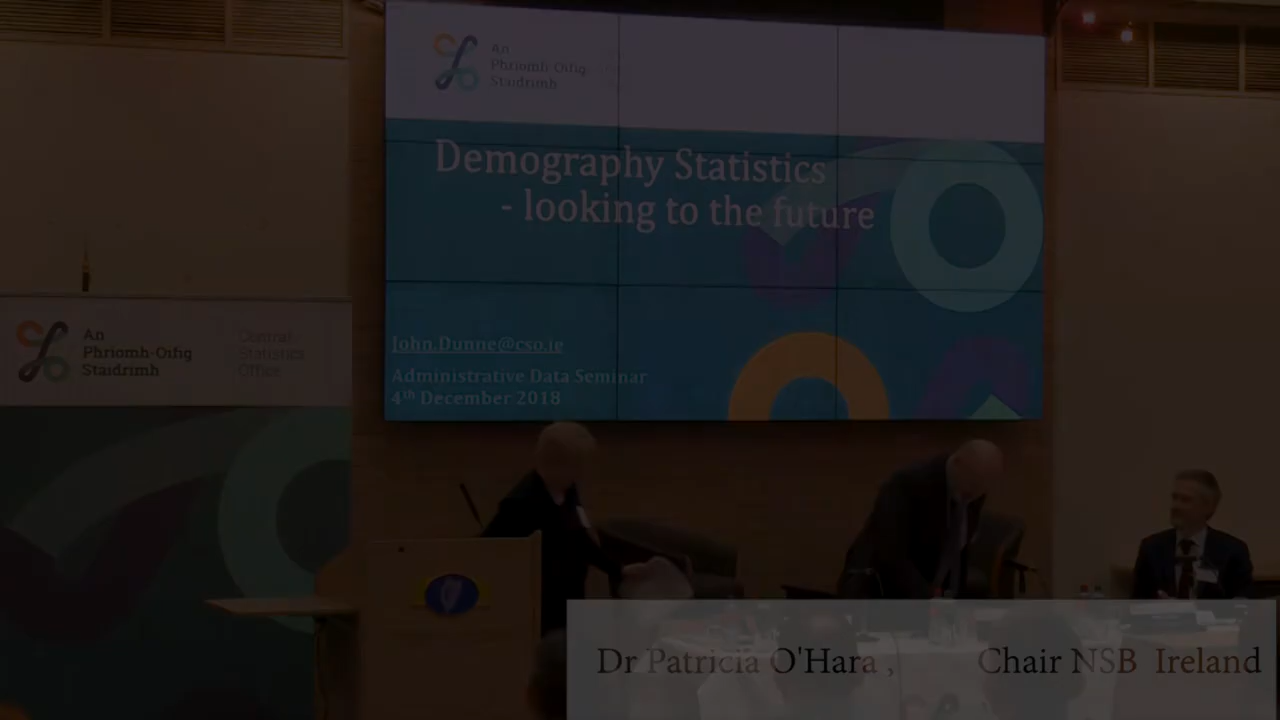 An
Phríomh-Oifig
Staidrimh
Demography Statistics
- looking to the future
John.Dunne@cso.ie
Administrative Data Seminar
4th December 2018
An
Phríomh-Oifig
Staidrimh
Central
Statistics
Office
Dr Patricia O'Hara , Chair NSB Ireland